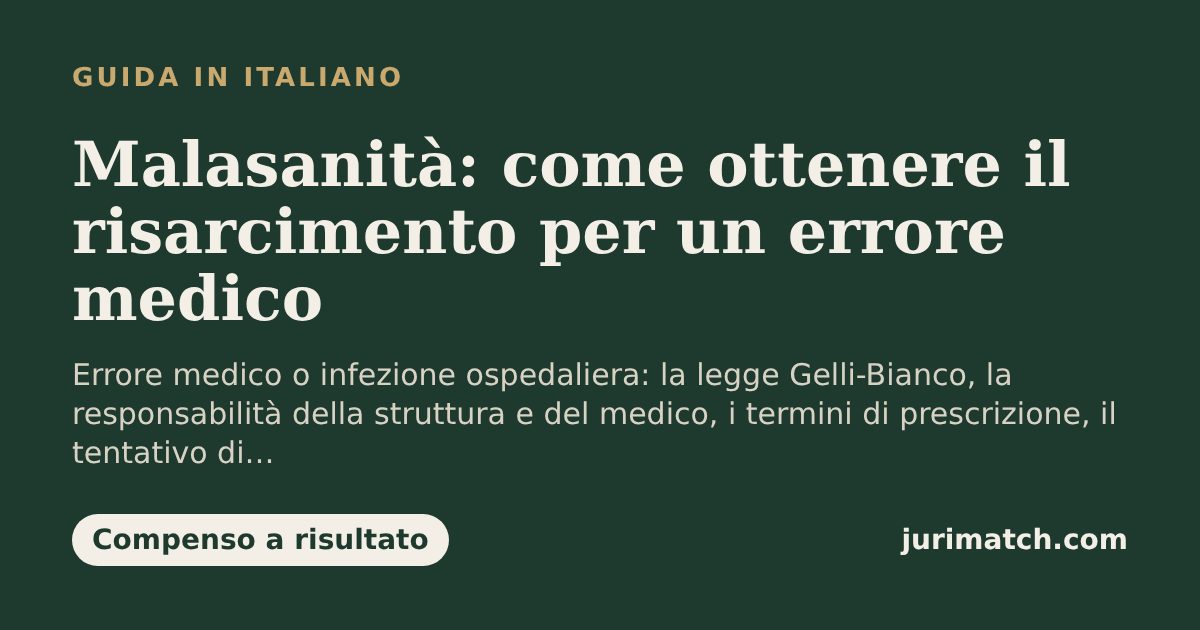 GUIDA IN ITALIANO
Malasanità: come ottenere il
risarcimento per un errore
medico
Errore medico o infezione ospedaliera: la legge Gelli-Bianco, la
responsabilità della struttura e del medico, i termini di prescrizione, il
tentativo di…
Compenso a risultato
jurimatch.com